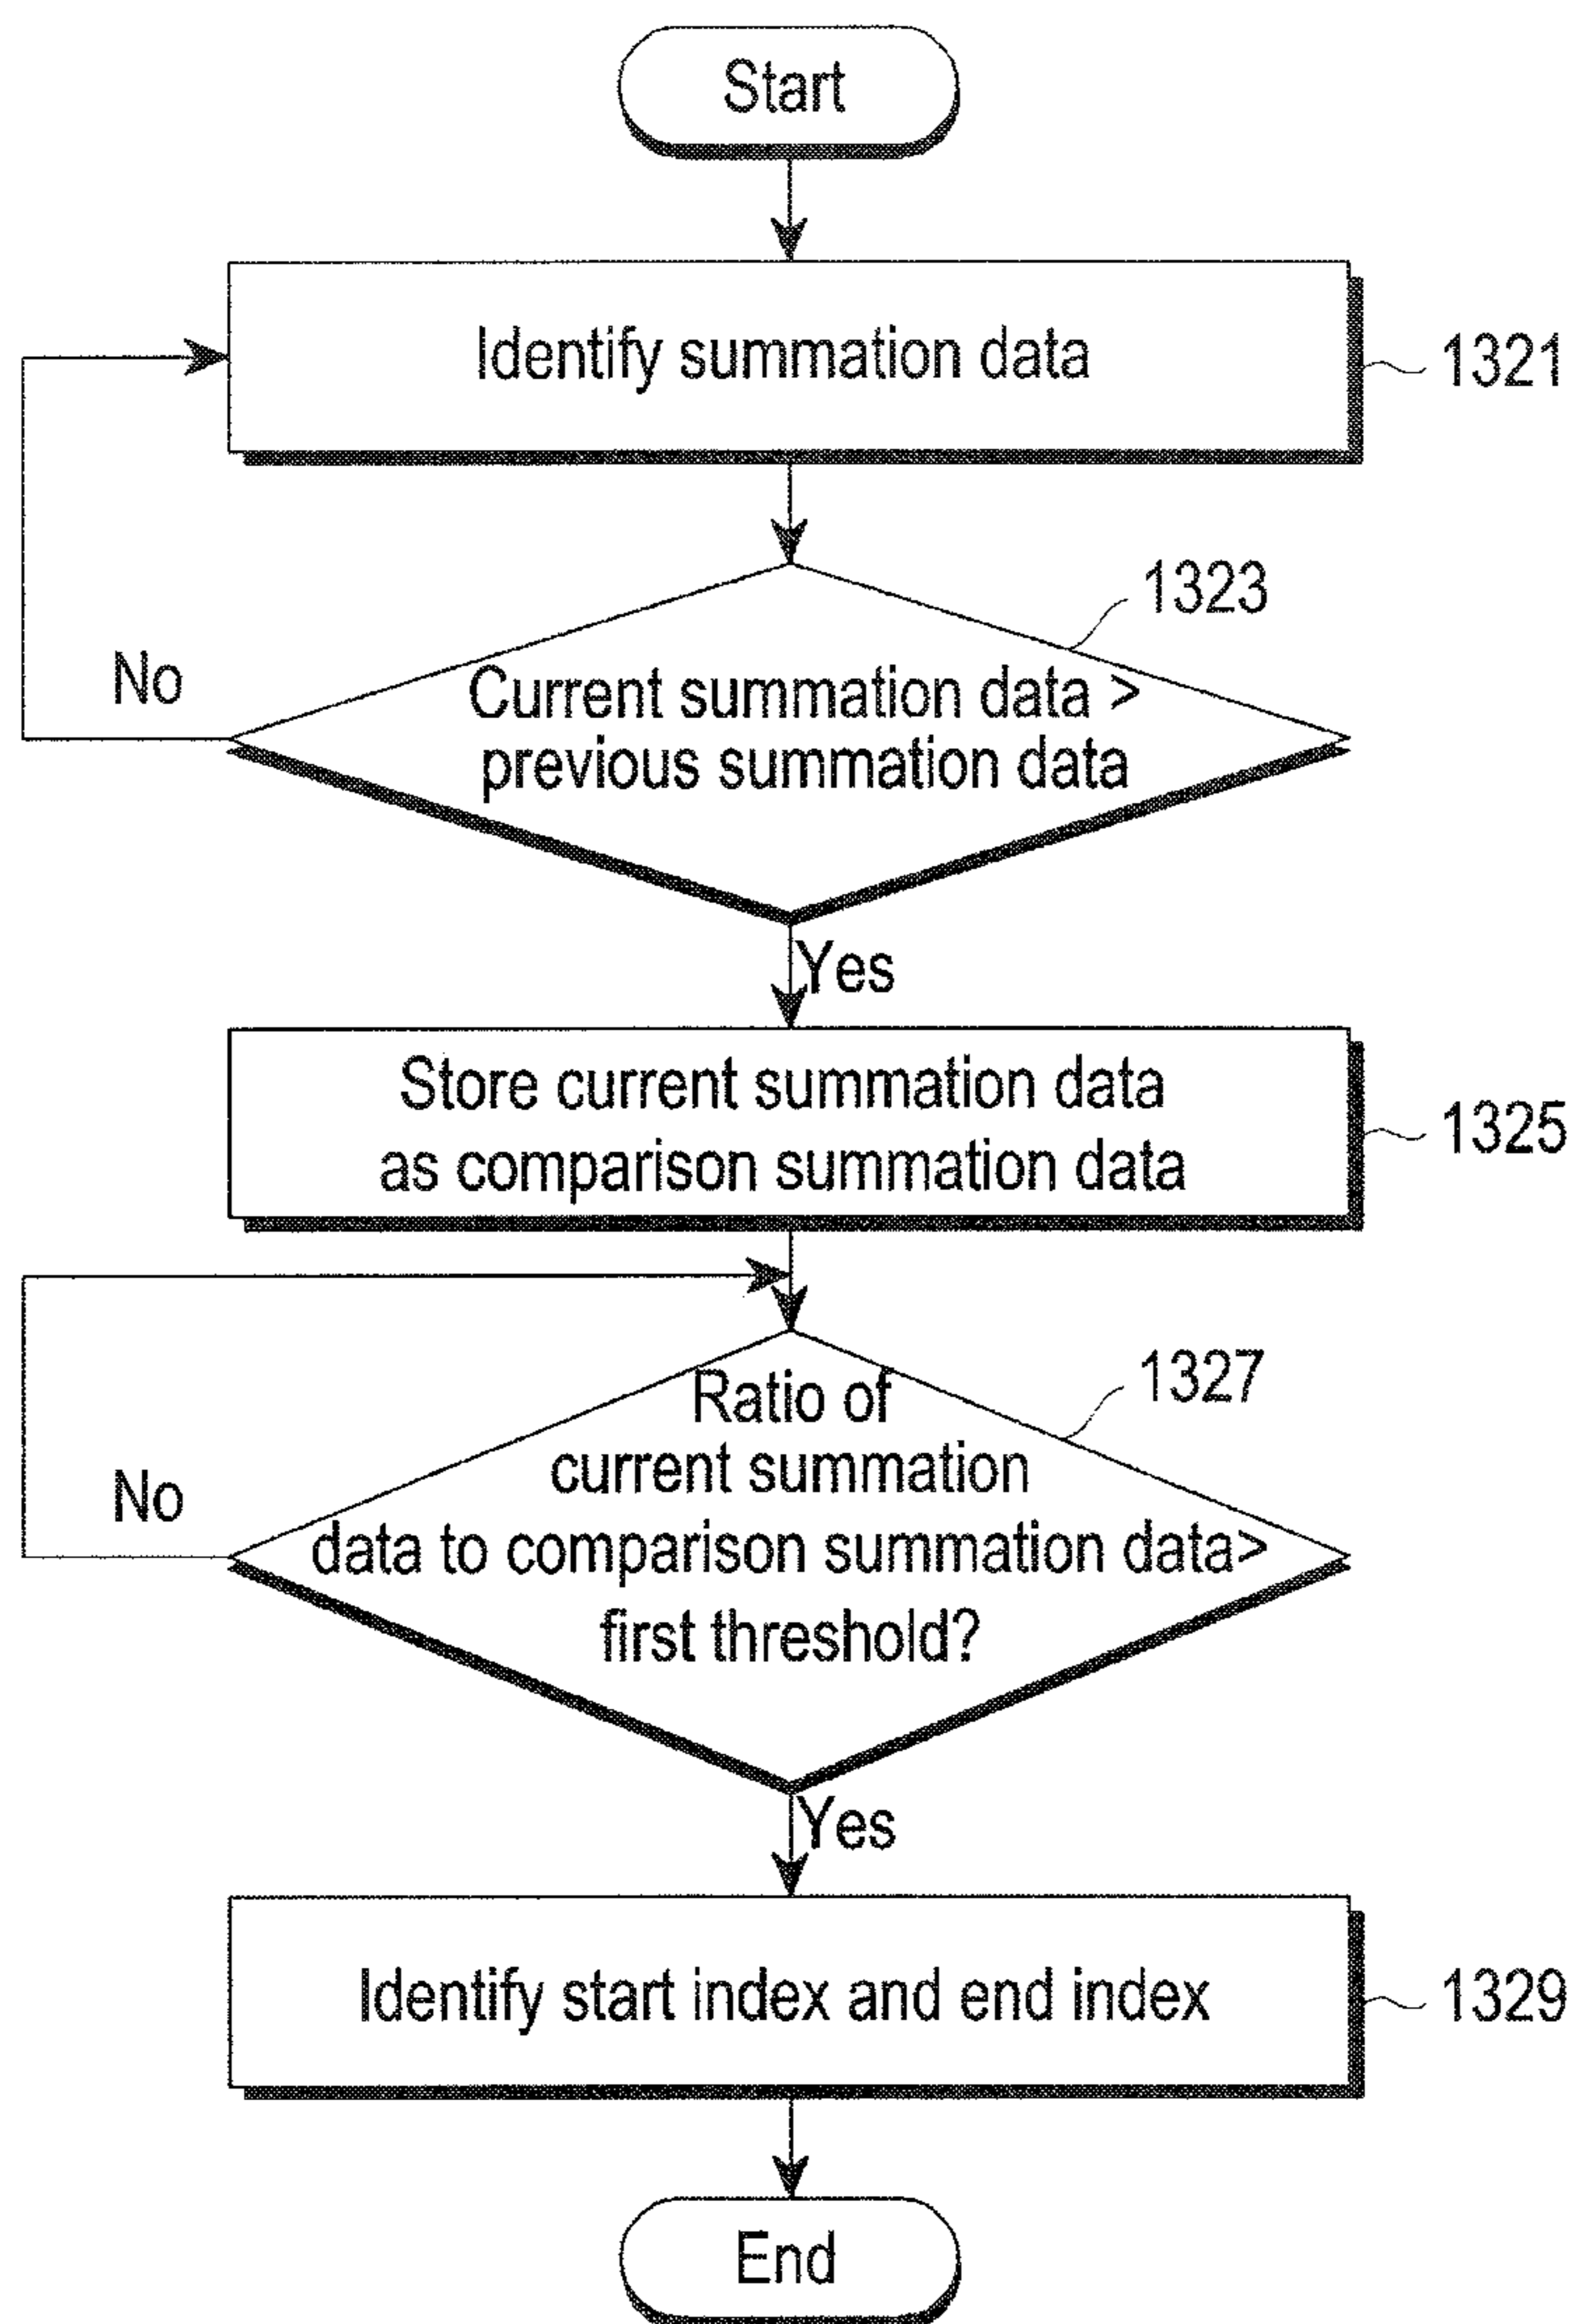 Start
Identify summation data
1321
1323
Current summation data >
previous summation data
No
Yes
Store current summation data
as comparison summation data
1325
1327
Ratio of
current summation
data to comparison summation data>
first threshold?
No
Yes
Identify start index and end index
1329
End